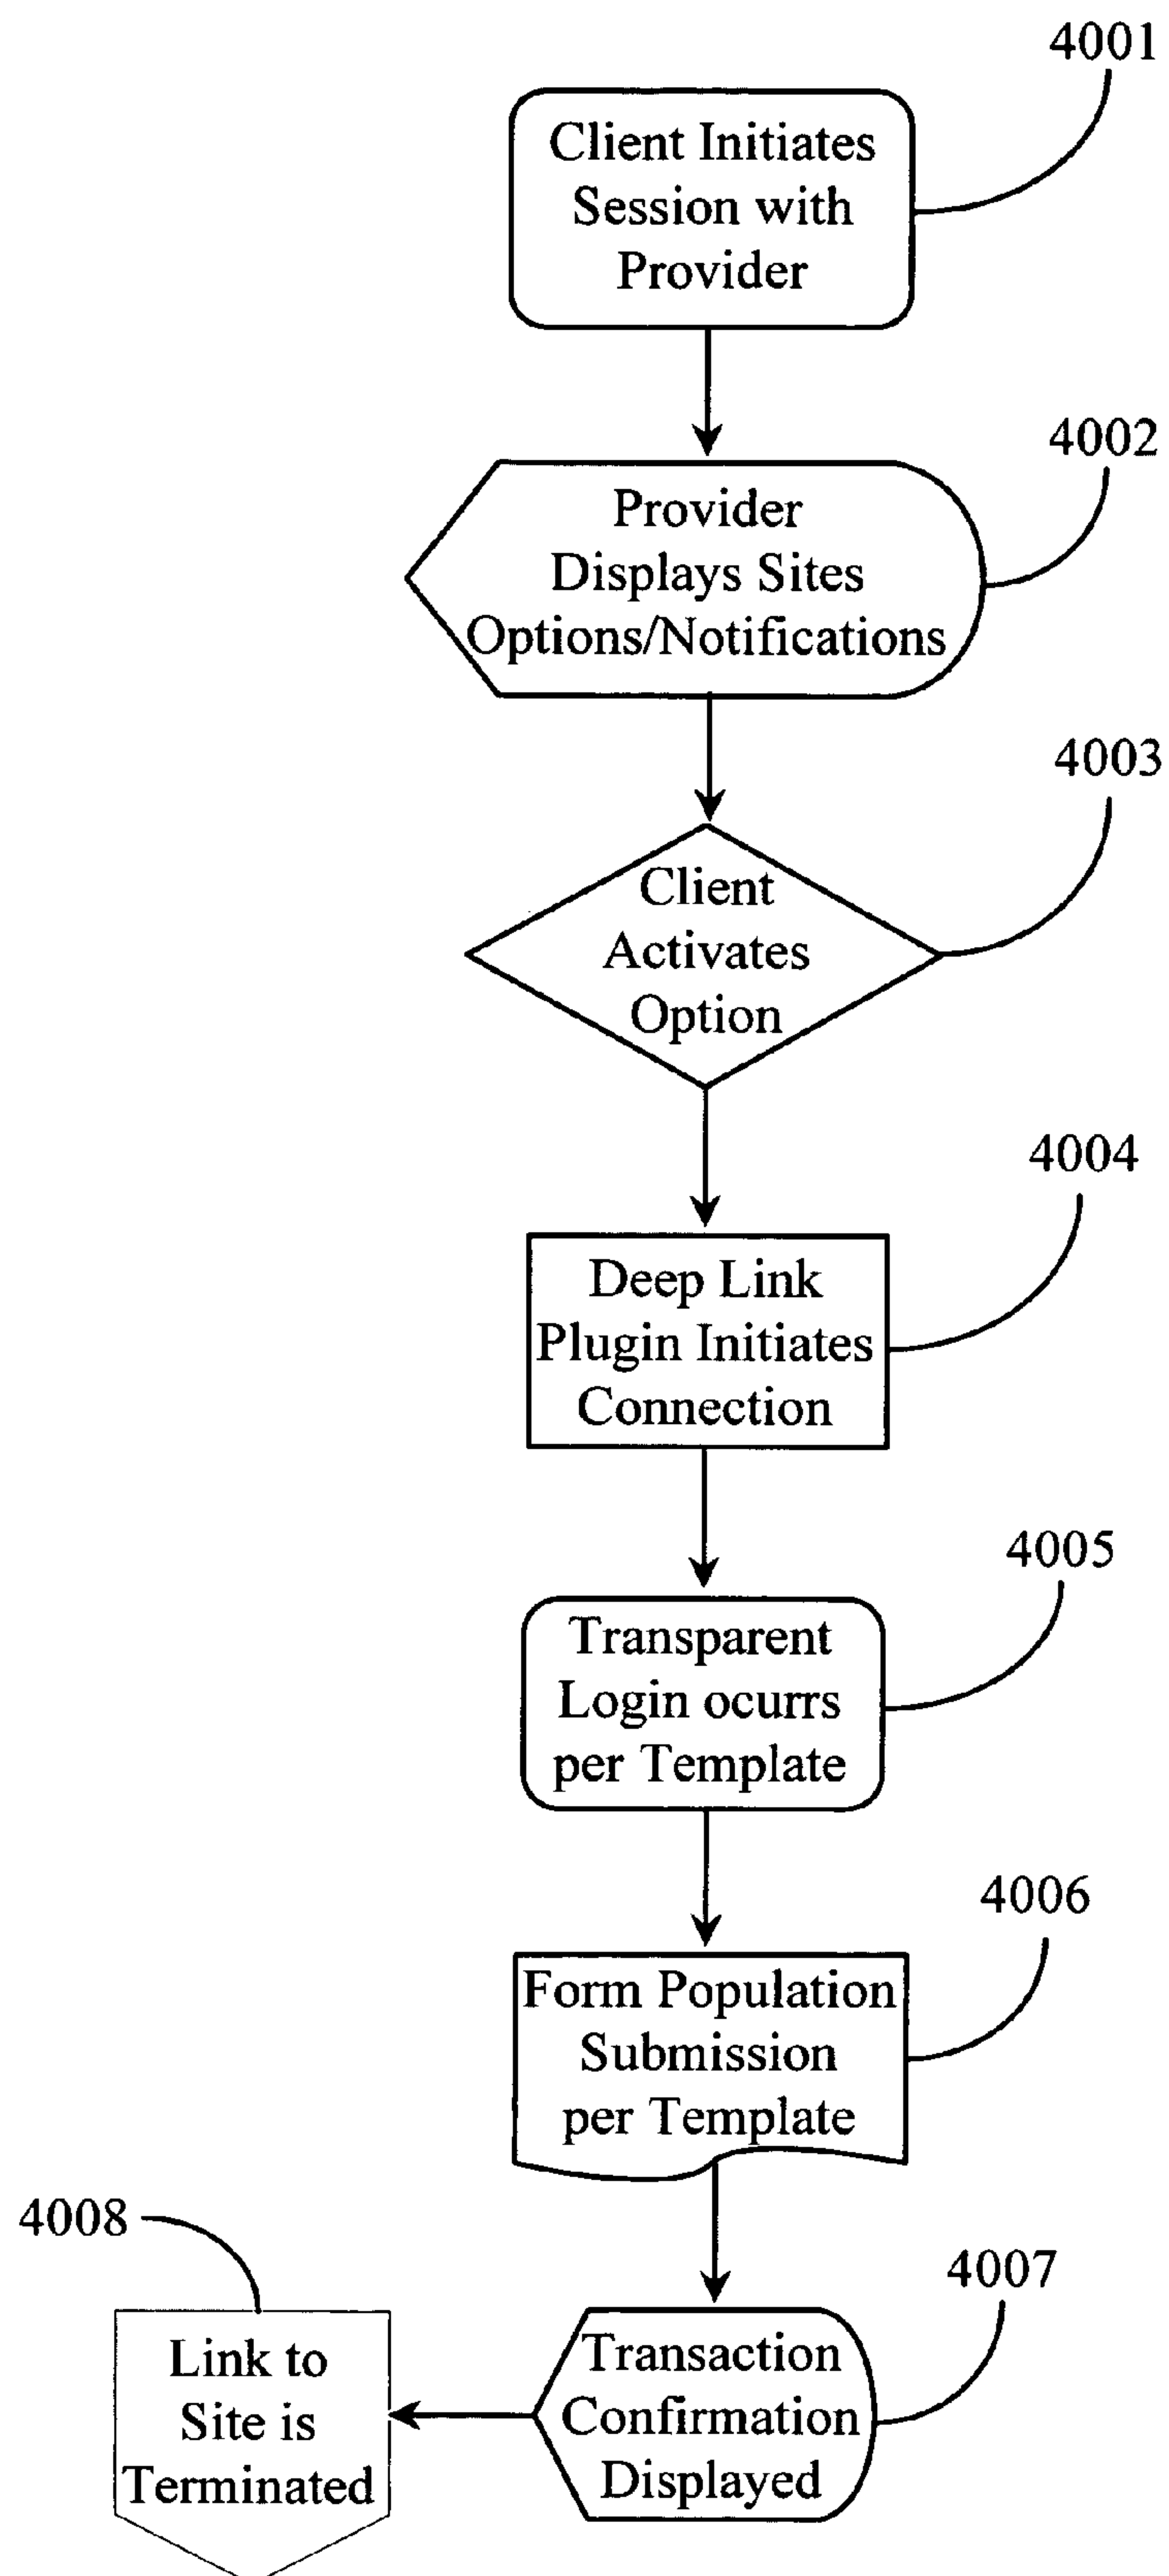 4001
Client Initiates
Session with
Provider
4002
Provider
Displays Sites
Options/Notifications
4003
Client
Activates
Option
4004
Deep Link
Plugin Initiates
Connection
4005
Transparent
Login ocurrs
per Template
4006
Form Population
Submission
per Template
4007
Transaction
Confirmation
Displayed
4008
Link to
Site is
Terminated